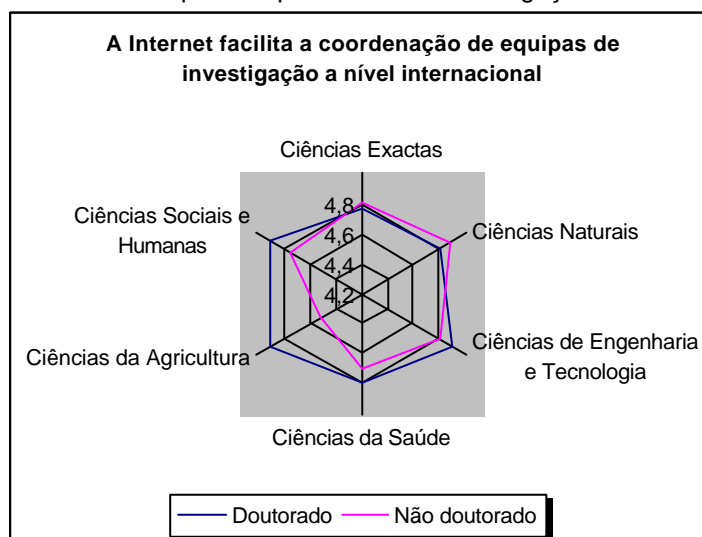 A Internet facilita a coordenação de equipas de
investigação a nível internacional
Ciências Exactas
4,8
4,6
4,4
4,2
Ciências Naturais
Ciências de Engenharia
e Tecnologia
Ciências da Saúde
Ciências da Agricultura
Ciências Sociais e
Humanas
Doutorado
Não doutorado